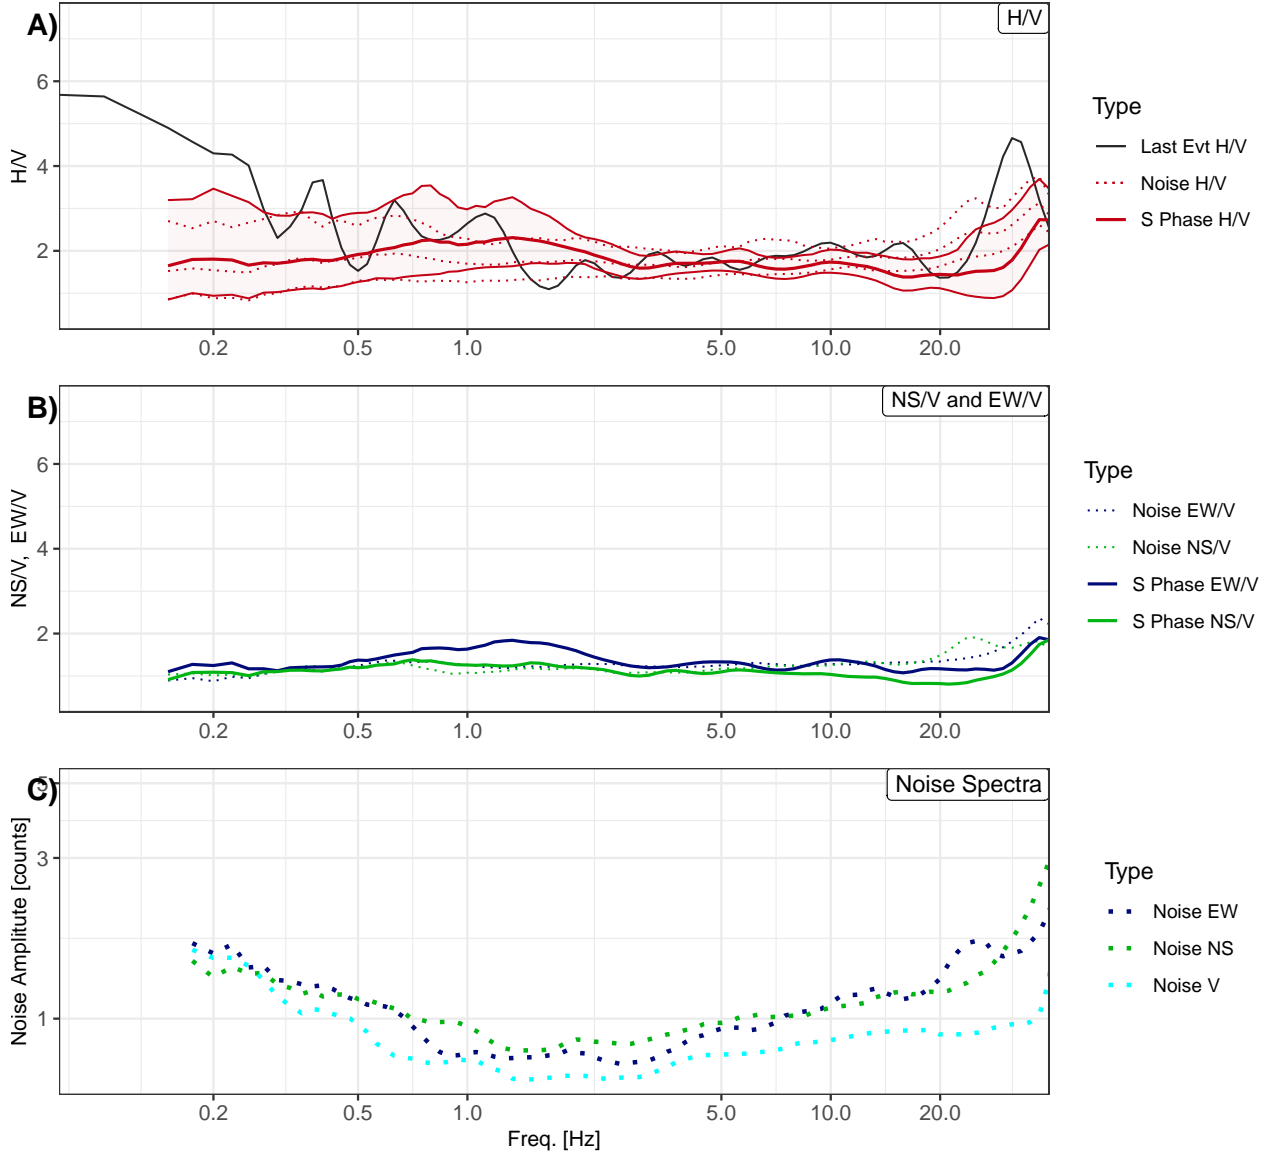 A)
H/V
6
4
2
H/V
0.2 0.5 1.0 5.0 10.0 20.0
Type
Last Evt H/V
Noise H/V
S Phase H/V
B)
NS/V and EW/V
6
4
2
NS/V, EW/V
0.2 0.5 1.0 5.0 10.0 20.0
Type
Noise EW/V
Noise NS/V
S Phase EW/V
S Phase NS/V
C)
Noise Spectra
5
3
1
Noise Amplitute [counts]
0.2 0.5 1.0 5.0 10.0 20.0
Freq. [Hz]
Type
Noise EW
Noise NS
Noise V